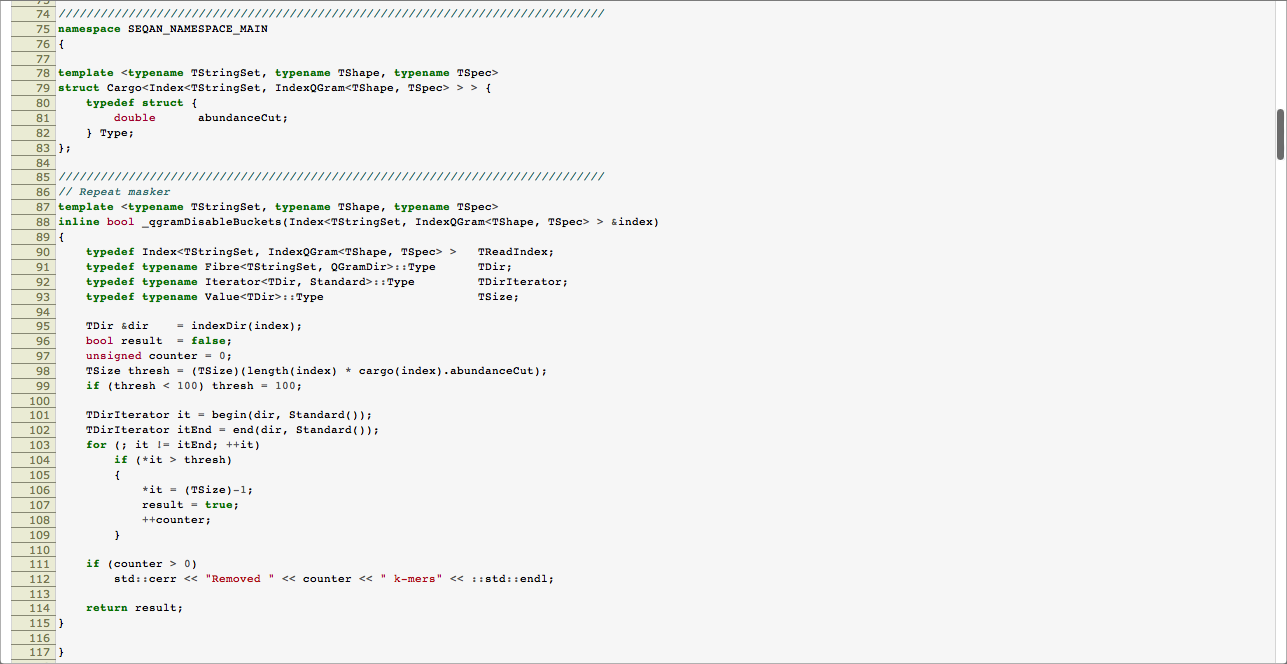 74 //////////////////////////////////////////////////////////////////////////////
75 namespace SEQAN_NAMESPACE_MAIN
76 {
77
78 template <typename TStringSet, typename TShape, typename TSpec>
79 struct Cargo<Index<TStringSet, IndexQGram<TShape, TSpec> > > {
80     typedef struct {
81         double      abundanceCut;
82     } Type;
83 };
84
85 //////////////////////////////////////////////////////////////////////////////
86 // Repeat masker
87 template <typename TStringSet, typename TShape, typename TSpec>
88 inline bool _qgramDisableBuckets(Index<TStringSet, IndexQGram<TShape, TSpec> > &index)
89 {
90     typedef Index<TStringSet, IndexQGram<TShape, TSpec> >   TReadIndex;
91     typedef typename Fibre<TStringSet, QGramDir>::Type      TDir;
92     typedef typename Iterator<TDir, Standard>::Type         TDirIterator;
93     typedef typename Value<TDir>::Type                      TSize;
94
95     TDir &dir    = indexDir(index);
96     bool result  = false;
97     unsigned counter = 0;
98     TSize thresh = (TSize)(length(index) * cargo(index).abundanceCut);
99     if (thresh < 100) thresh = 100;
100
101     TDirIterator it = begin(dir, Standard());
102     TDirIterator itEnd = end(dir, Standard());
103     for (; it != itEnd; ++it)
104         if (*it > thresh)
105         {
106             *it = (TSize)-1;
107             result = true;
108             ++counter;
109         }
110
111     if (counter > 0)
112         std::cerr << "Removed " << counter << " k-mers" << ::std::endl;
113
114     return result;
115 }
116
117 }